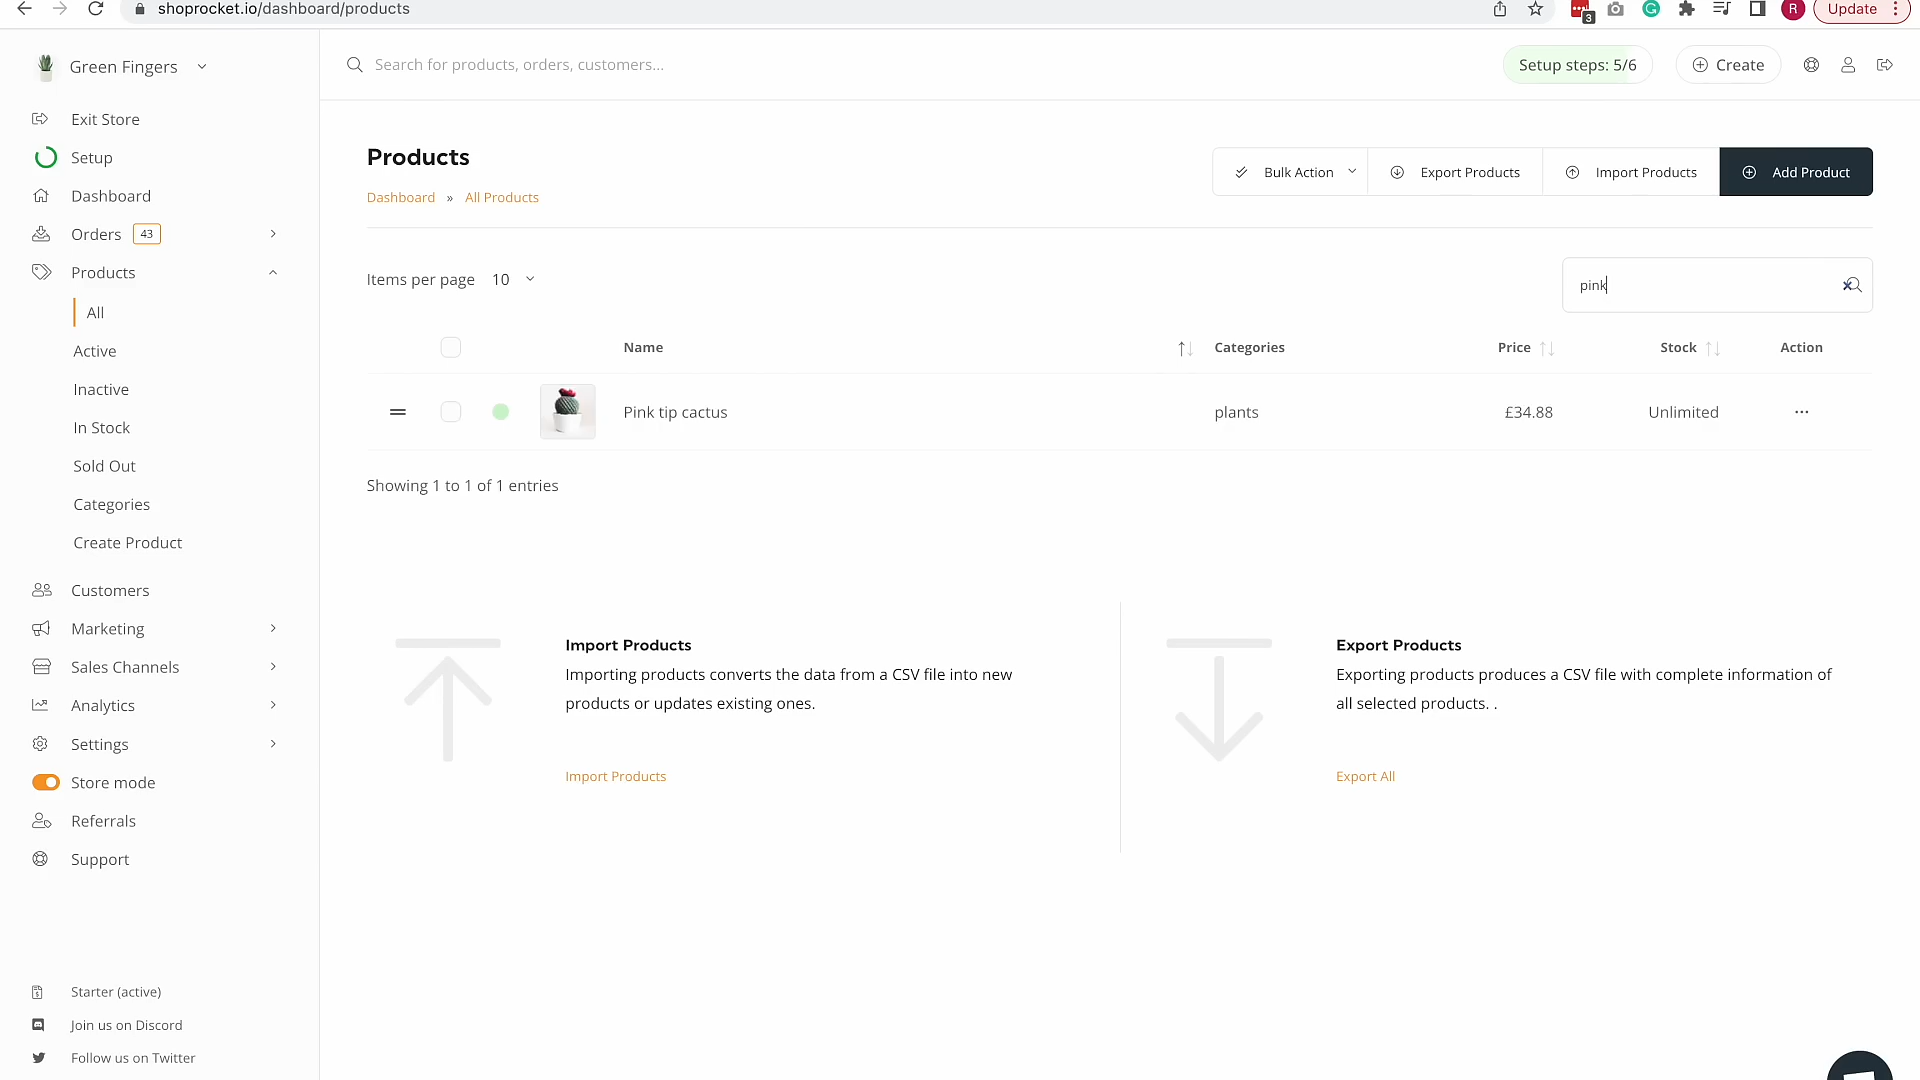 shoprocket.io/dashboard/products
3
R
Update
Green Fingers
Search for products, orders, customers...
Setup steps: 5/6
Create
Exit Store
Setup
Dashboard
Orders 43
Products
All
Active
Inactive
In Stock
Sold Out
Categories
Create Product
Customers
Marketing
Sales Channels
Analytics
Settings
Store mode
Referrals
Support
Starter (active)
Join us on Discord
Follow us on Twitter
Products
Dashboard » All Products
Bulk Action
Export Products
Import Products
Add Product
Items per page 10
pink
Name Categories Price Stock Action
Pink tip cactus plants £34.88 Unlimited
Showing 1 to 1 of 1 entries
Import Products
Importing products converts the data from a CSV file into new
products or updates existing ones.
Import Products
Export Products
Exporting products produces a CSV file with complete information of
all selected products. .
Export All